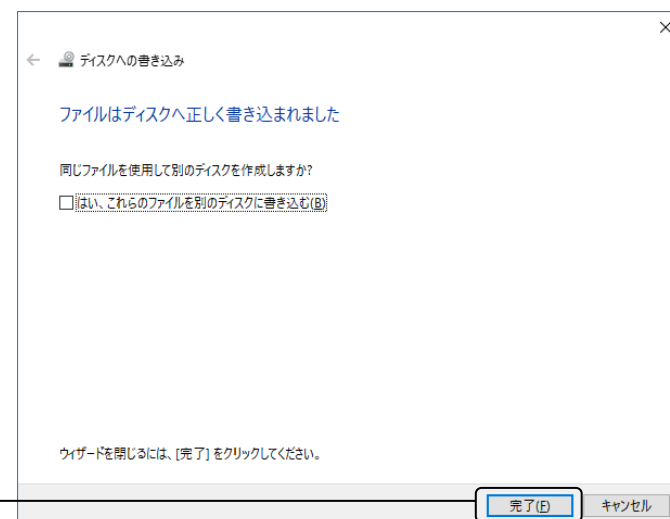 ディスクへの書き込み
ファイルはディスクへ正しく書き込まれました
同じファイルを使用して別のディスクを作成しますか?
はい、これらのファイルを別のディスクに書き込む(B)
ウィザードを閉じるには、[完了] をクリックしてください。
完了(F) キャンセル